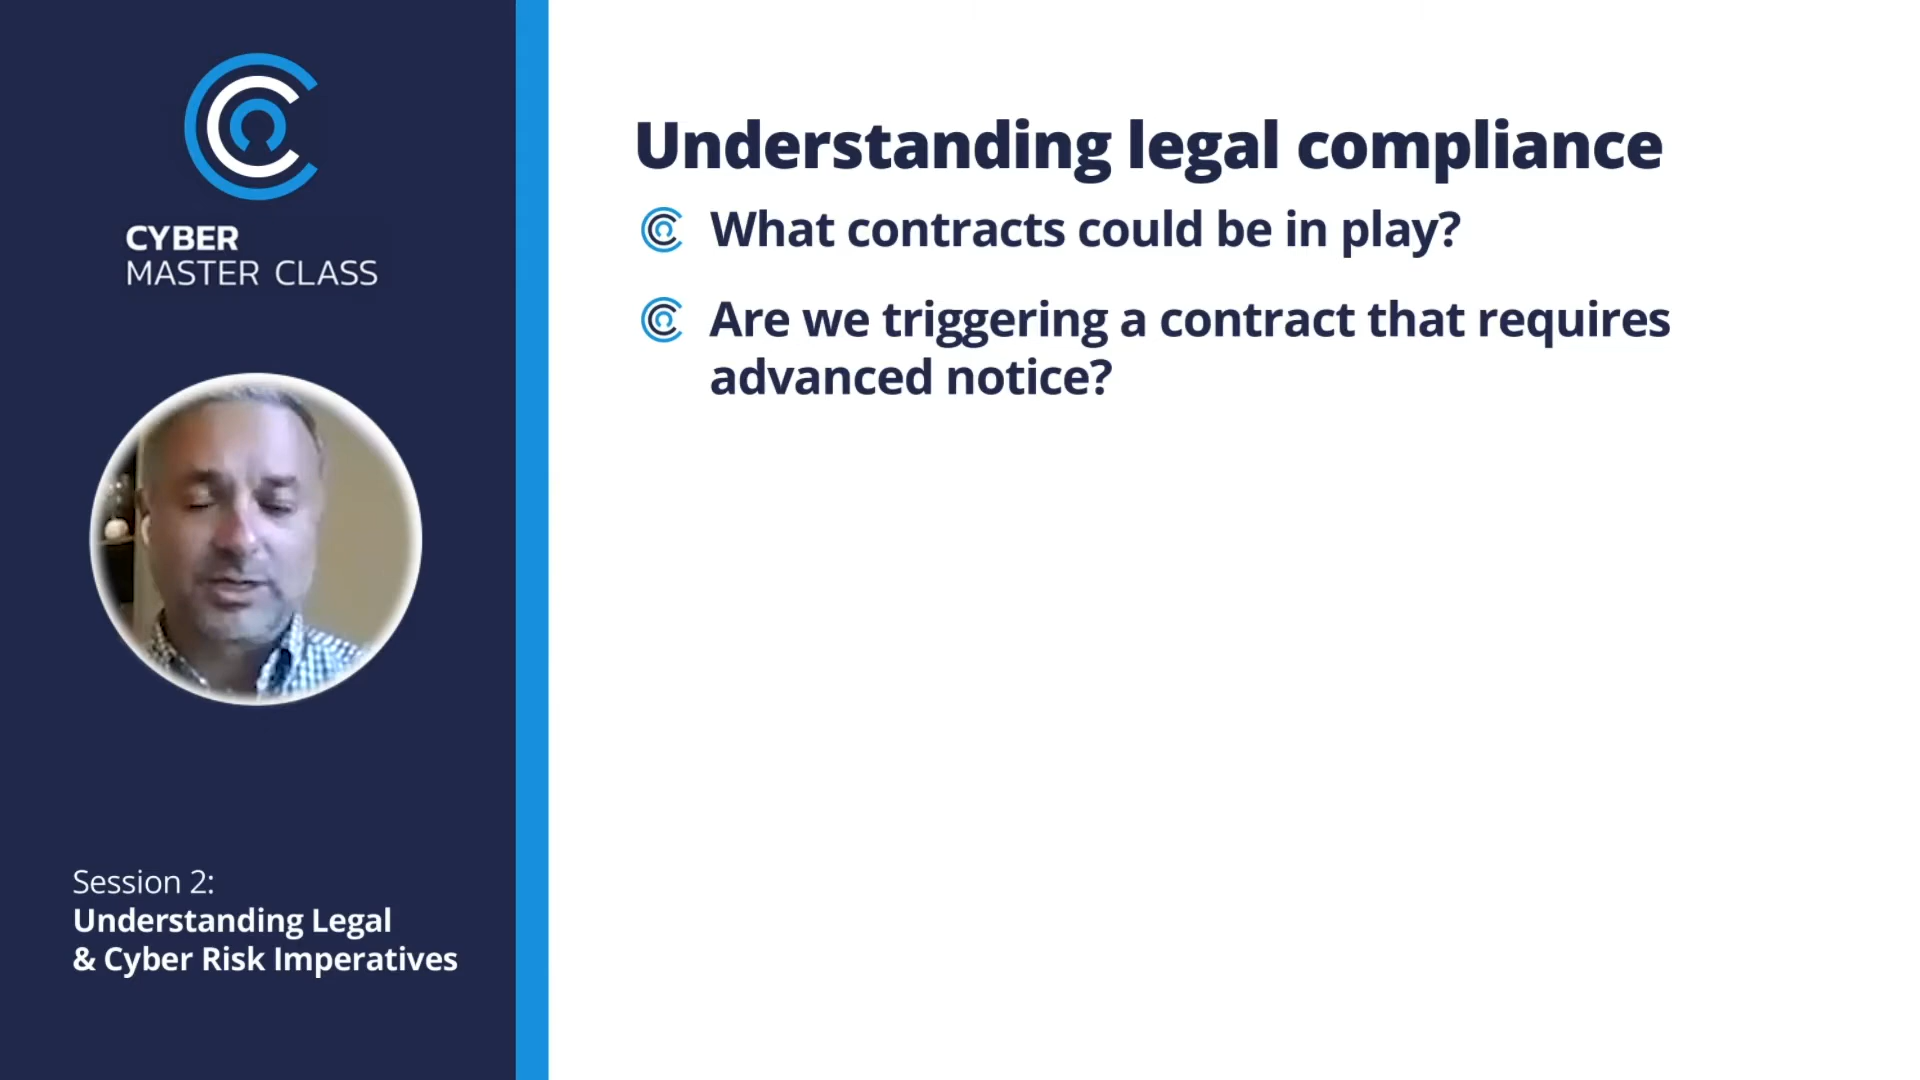 CYBER
MASTER CLASS
Session 2:
Understanding Legal
& Cyber Risk Imperatives
Understanding legal compliance
What contracts could be in play?
Are we triggering a contract that requires
advanced notice?